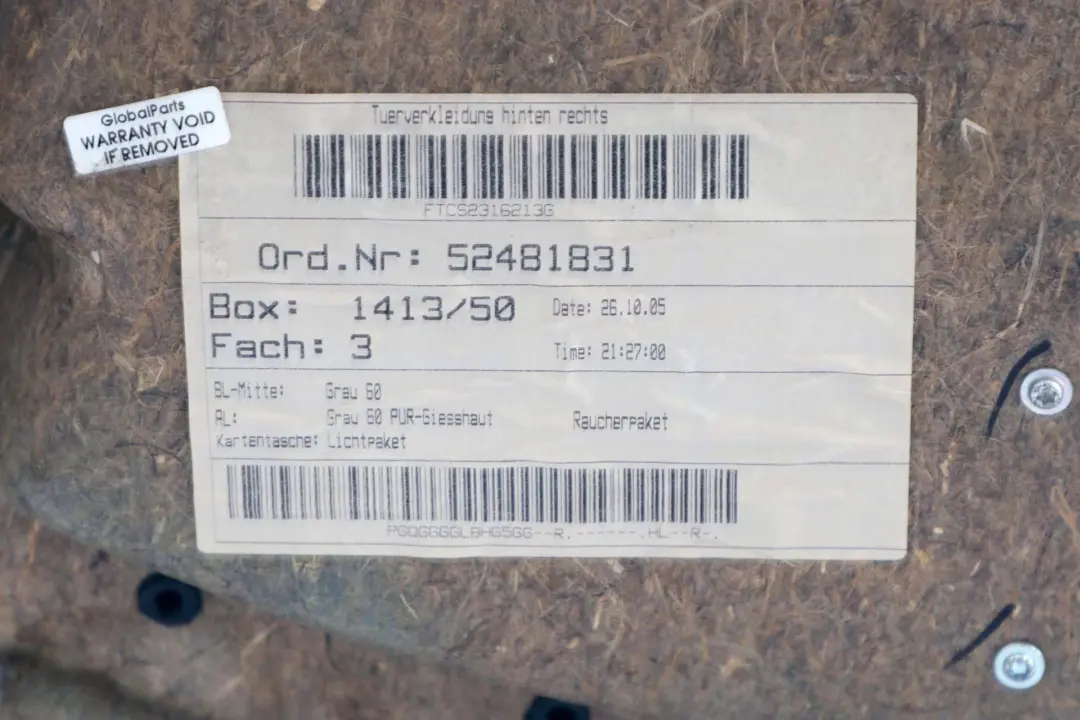 GlobalParts
WARRANTY VOID
IF REMOVED
Tuerverkleidung hinten rechts
FTCS2316213G
Ord.Nr: 52481831
Box: 1413/50 Date: 26.10.05
Fach: 3 Time: 21:27:00
BL-Mitte: Grau 60
AL: Grau 60 PUR-Giesshaut Raucherpaket
Kartentasche: Lichtpaket
PGQGGGGLBHG5GG--R.------.HL--R-.